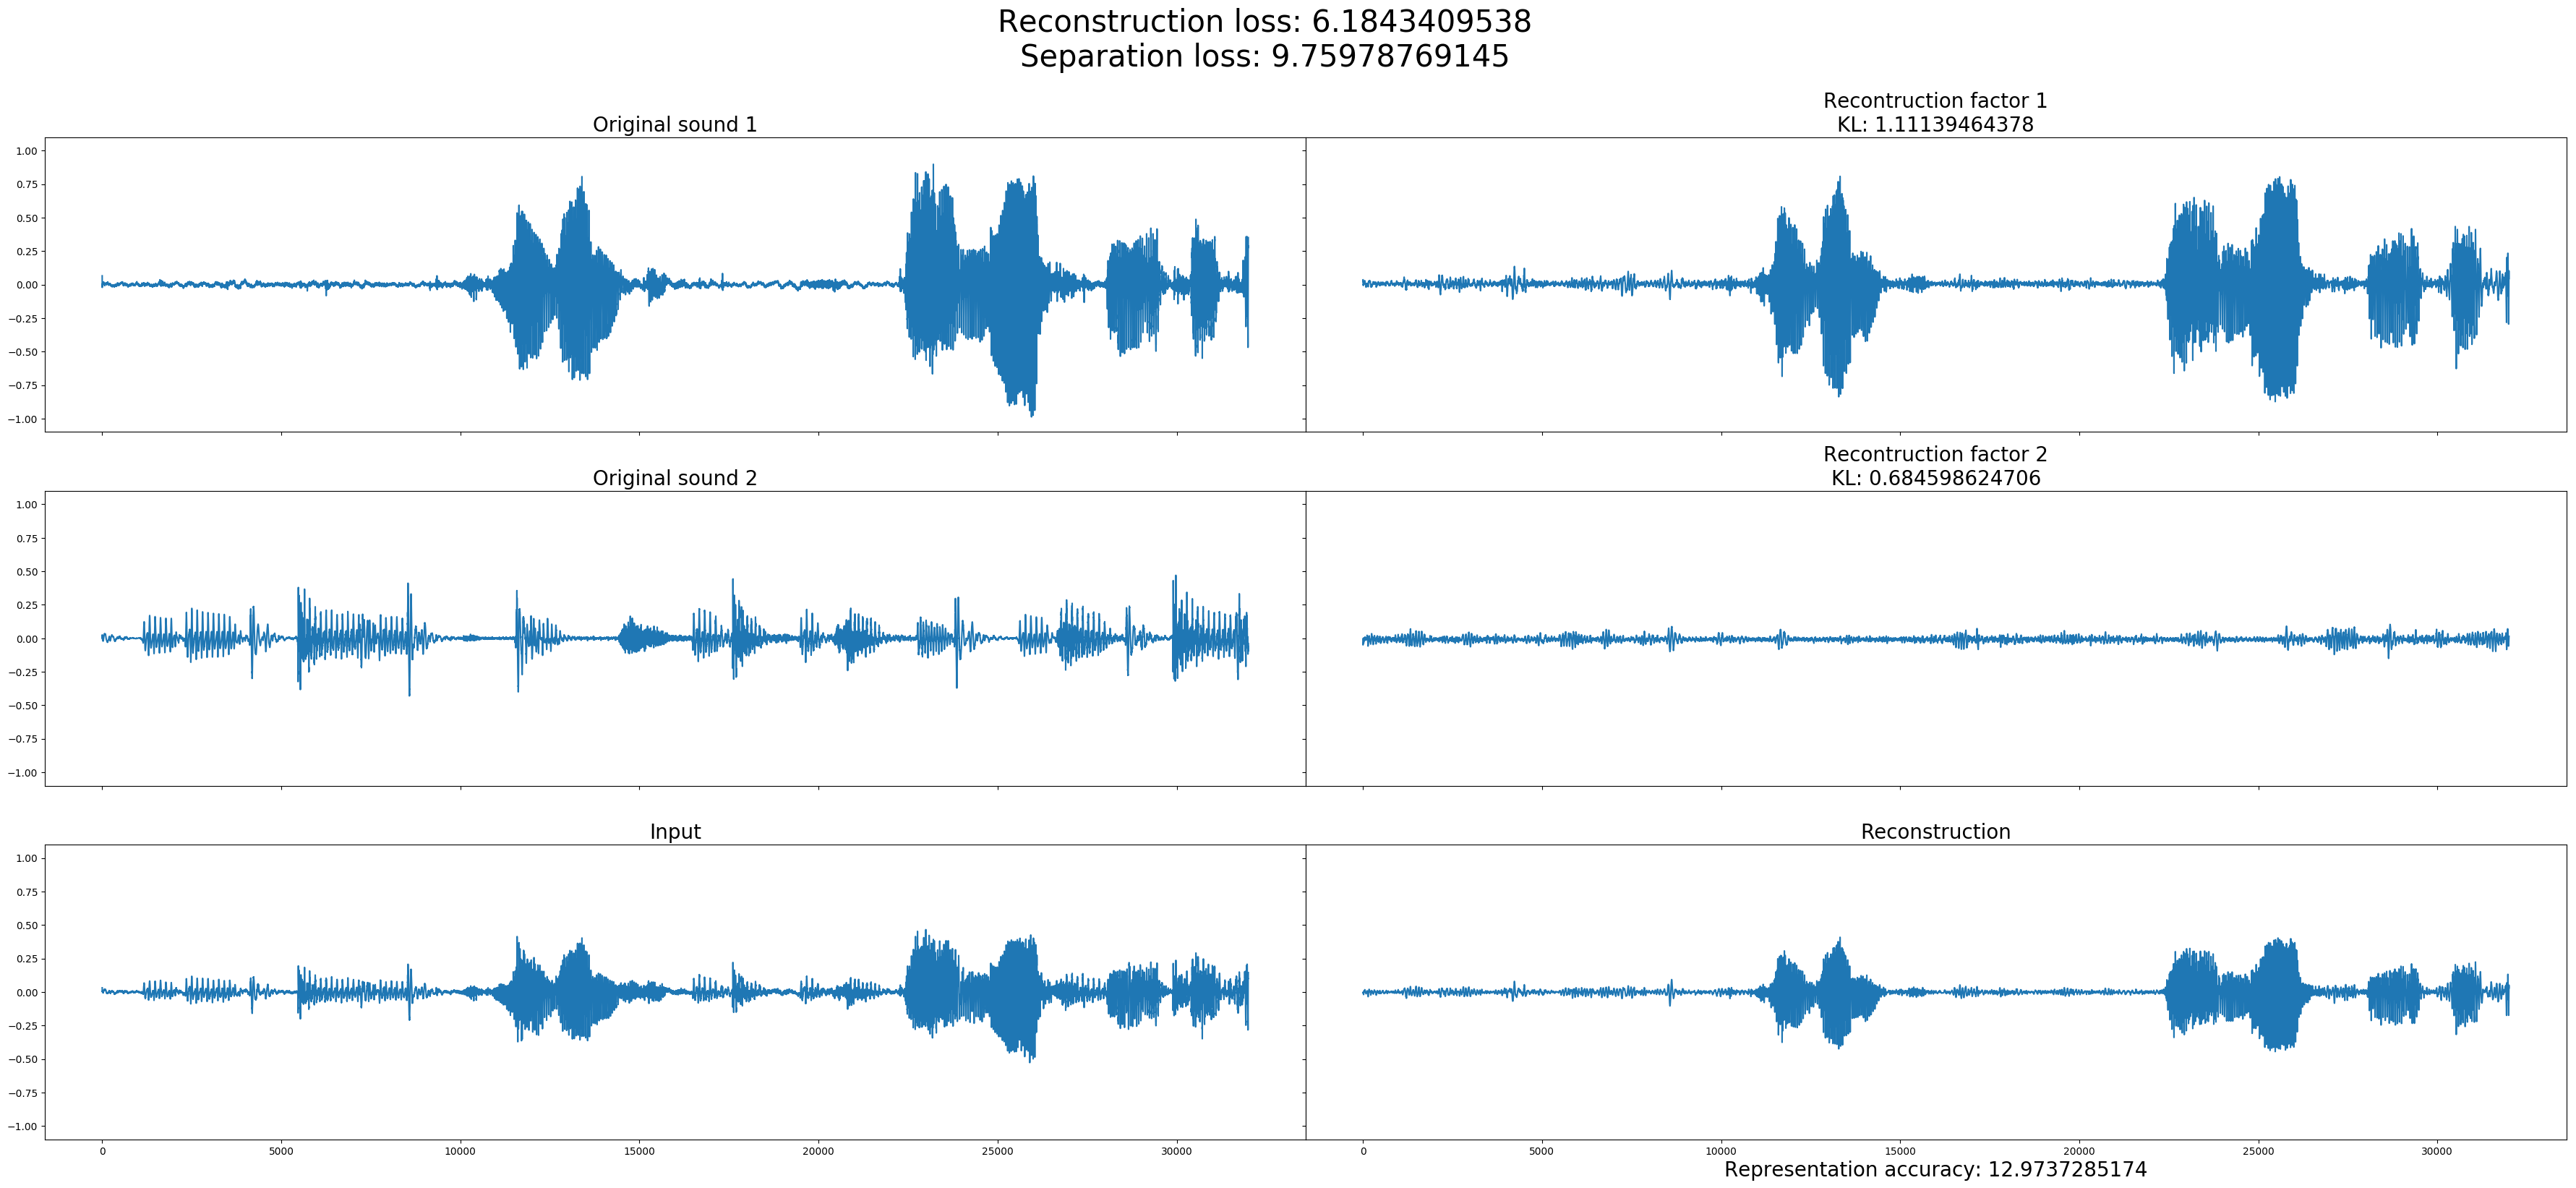 Reconstruction loss: 6.1843409538
Separation loss: 9.75978769145
Original sound 1
Recontruction factor 1
KL: 1.11139464378
1.00
0.75
0.50
0.25
0.00
−0.25
−0.50
−0.75
−1.00
Original sound 2
Recontruction factor 2
KL: 0.684598624706
1.00
0.75
0.50
0.25
0.00
−0.25
−0.50
−0.75
−1.00
Input
Reconstruction
1.00
0.75
0.50
0.25
0.00
−0.25
−0.50
−0.75
−1.00
0 5000 10000 15000 20000 25000 30000
0 5000 10000 15000 20000 25000 30000
Representation accuracy: 12.9737285174